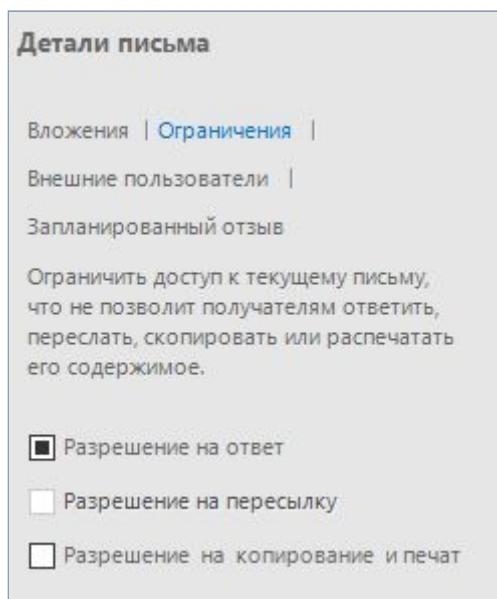 Детали письма
Вложения | Ограничения |
Внешние пользователи |
Запланированный отзыв
Ограничить доступ к текущему письму,
что не позволит получателям ответить,
переслать, скопировать или распечатать
его содержимое.
Разрешение на ответ
Разрешение на пересылку
Разрешение на копирование и печат